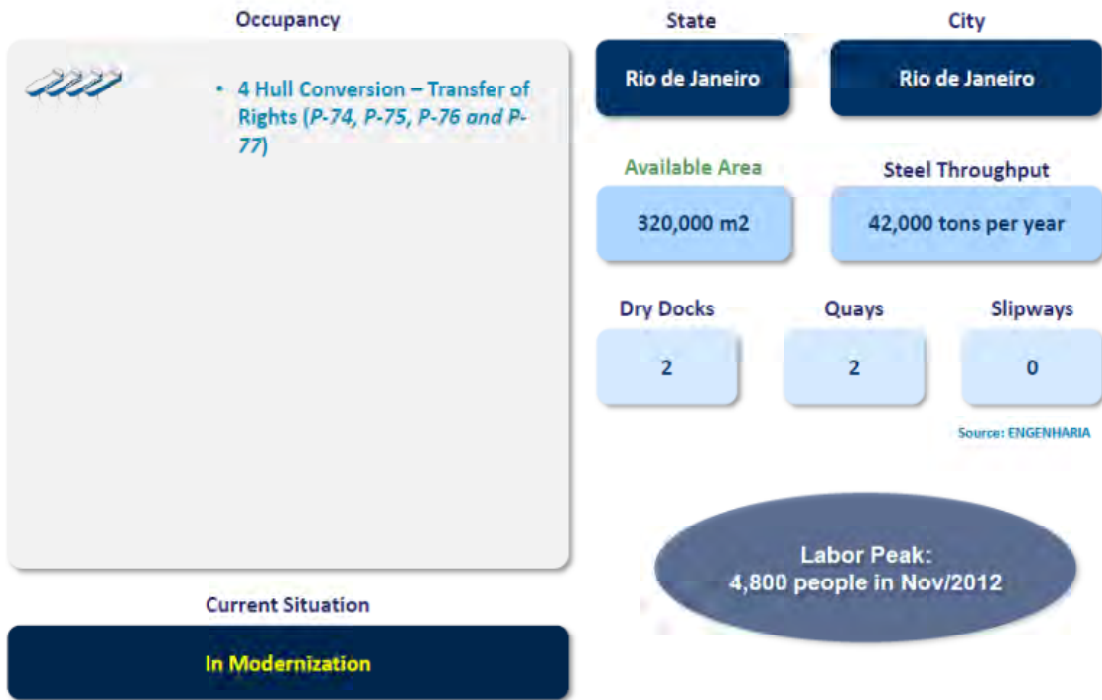 Occupancy
• 4 Hull Conversion – Transfer of
Rights (P-74, P-75, P-76 and P-
77)
Current Situation
In Modernization
State
City
Rio de Janeiro
Rio de Janeiro
Available Area
Steel Throughput
320,000 m2
42,000 tons per year
Dry Docks
Quays
Slipways
2
2
0
Source: ENGENHARIA
Labor Peak:
4,800 people in Nov/2012